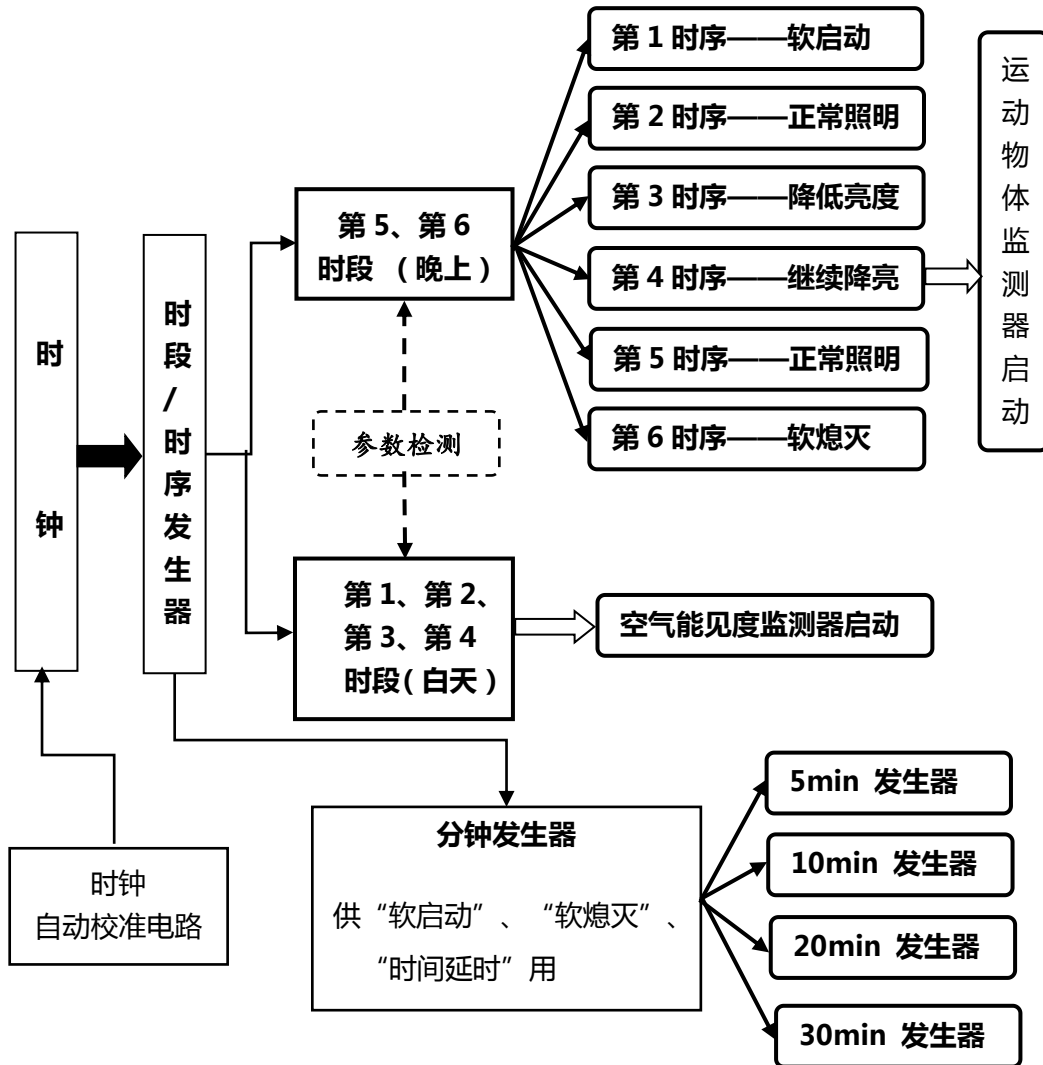 时钟
时段/时序发生器
时钟
自动校准电路
第 5、第 6
时段 （晚上）
参数检测
第 1、第 2、
第 3、第 4
时段（白天）
第 1 时序——软启动
第 2 时序——正常照明
第 3 时序——降低亮度
第 4 时序——继续降亮
第 5 时序——正常照明
第 6 时序——软熄灭
运动物体监测器启动
空气能见度监测器启动
分钟发生器
供“软启动”、“软熄灭”、
“时间延时”用
5min 发生器
10min 发生器
20min 发生器
30min 发生器